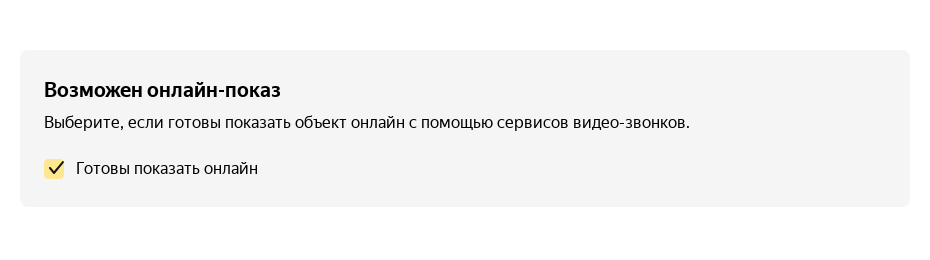 Возможен онлайн-показ
Выберите, если готовы показать объект онлайн с помощью сервисов видео-звонков.
Готовы показать онлайн